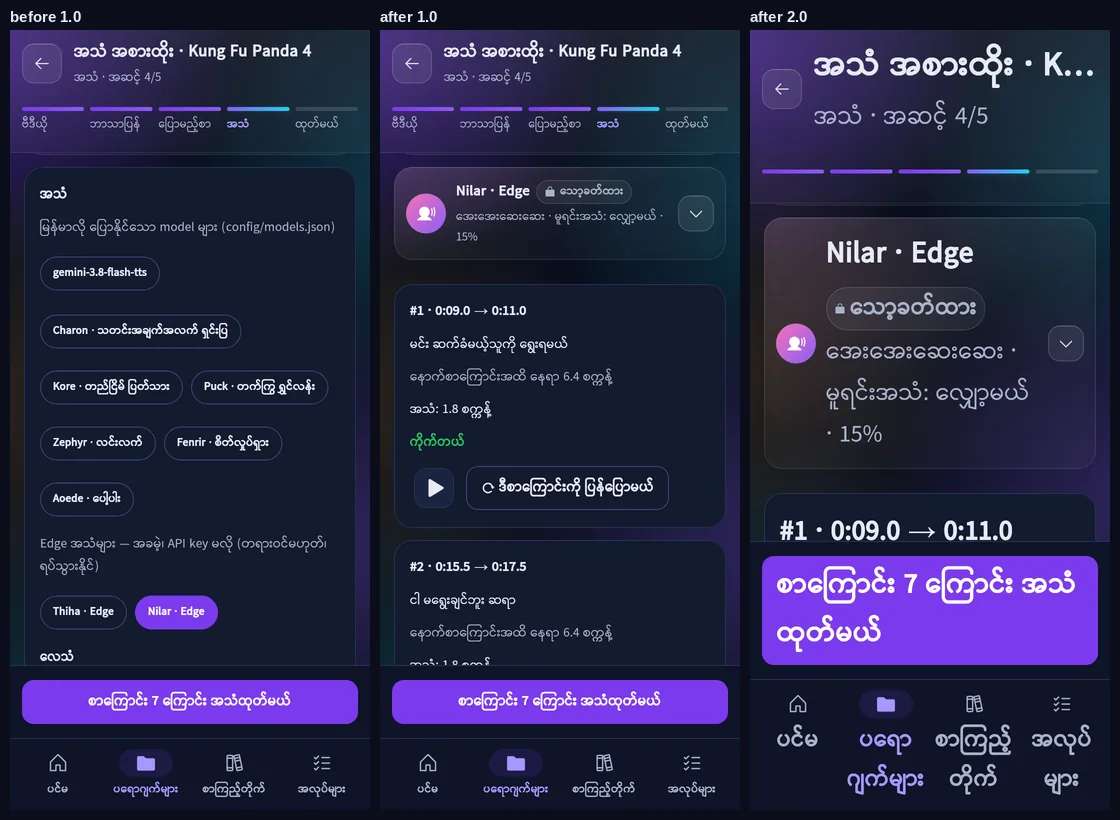 before 1.0
အသံ အစားထိုး · Kung Fu Panda 4
အသံ · အဆင့် 4/5
ဗီဒီယို ဘာသာပြန် ပြောမည့်စာ အသံ ထုတ်မယ်
အသံ
မြန်မာလို ပြောနိုင်သော model များ (config/models.json)
gemini-3.8-flash-tts
Charon · သတင်းအချက်အလက် ရှင်းပြ
Kore · တည်ငြိမ် ပြတ်သား Puck · တက်ကြွ ရွှင်လန်း
Zephyr · လင်းလက် Fenrir · စိတ်လှုပ်ရှား
Aoede · ပေါ့ပါး
Edge အသံများ — အခမဲ့၊ API key မလို (တရားဝင်မဟုတ်၊
ရပ်သွားနိုင်)
Thiha · Edge Nilar · Edge
လေသံ
စာကြောင်း 7 ကြောင်း အသံထုတ်မယ်
ပင်မ ပရောဂျက်များ စာကြည့်တိုက် အလုပ်များ
after 1.0
အသံ အစားထိုး · Kung Fu Panda 4
အသံ · အဆင့် 4/5
ဗီဒီယို ဘာသာပြန် ပြောမည့်စာ အသံ ထုတ်မယ်
Nilar · Edge သော့ခတ်ထား
အေးအေးဆေးဆေး · မူရင်းအသံ: လျှော့မယ် ·
15%
#1 · 0:09.0 → 0:11.0
မင်း ဆက်ခံမယ့်သူကို ရွေးရမယ်
နောက်စာကြောင်းအထိ နေရာ 6.4 စက္ကန့်
အသံ: 1.8 စက္ကန့်
ကိုက်တယ်
ဒီစာကြောင်းကို ပြန်ပြောမယ်
#2 · 0:15.5 → 0:17.5
ငါ မရွေးချင်ဘူး ဆရာ
နောက်စာကြောင်းအထိ နေရာ 6.4 စက္ကန့်
အသံ: 1.8 စက္ကန့်
စာကြောင်း 7 ကြောင်း အသံထုတ်မယ်
ပင်မ ပရောဂျက်များ စာကြည့်တိုက် အလုပ်များ
after 2.0
အသံ အစားထိုး · K...
အသံ · အဆင့် 4/5
Nilar · Edge
သော့ခတ်ထား
အေးအေးဆေးဆေး ·
မူရင်းအသံ: လျှော့မယ်
· 15%
#1 · 0:09.0 → 0:11.0
စာကြောင်း 7 ကြောင်း အသံ
ထုတ်မယ်
ပင်မ ပရော စာကြည့် အလုပ်
ဂျက်များ တိုက် များ